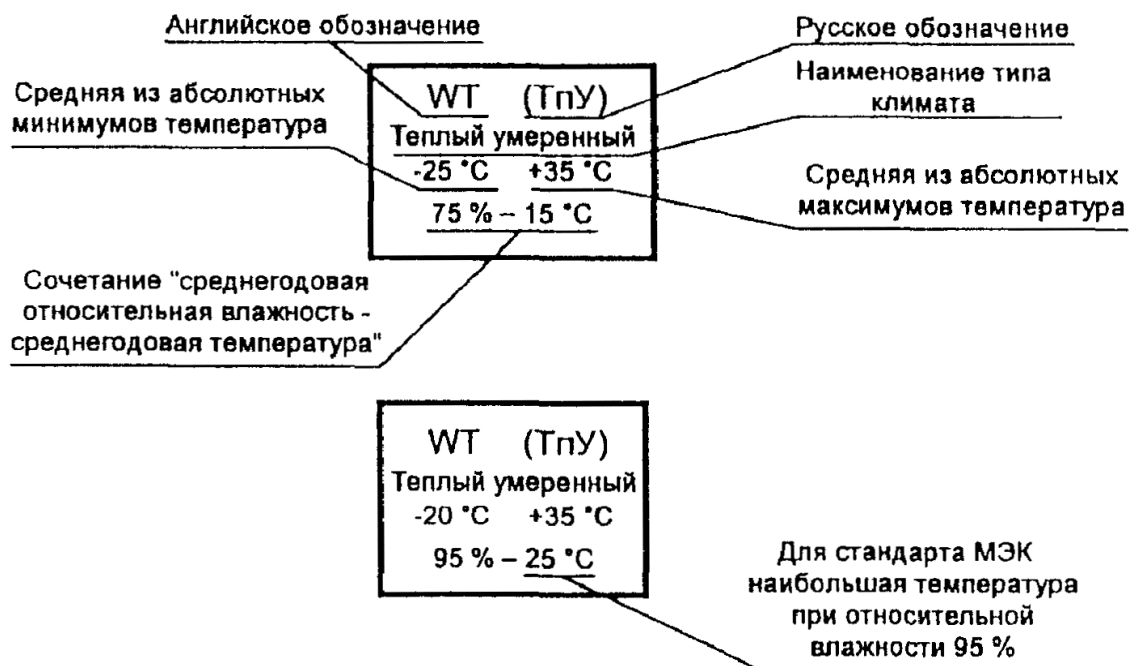 Английское обозначение
Русское обозначение
Наименование типа
климата
Средняя из абсолютных
минимумов температура
WT (ТпУ)
Теплый умеренный
-25 °С +35 °С
75 % – 15 °С
Средняя из абсолютных
максимумов температура
Сочетание "среднегодовая
относительная влажность -
среднегодовая температура"
WT (ТпУ)
Теплый умеренный
-20 °С +35 °С
95 % – 25 °С
Для стандарта МЭК
наибольшая температура
при относительной
влажности 95 %